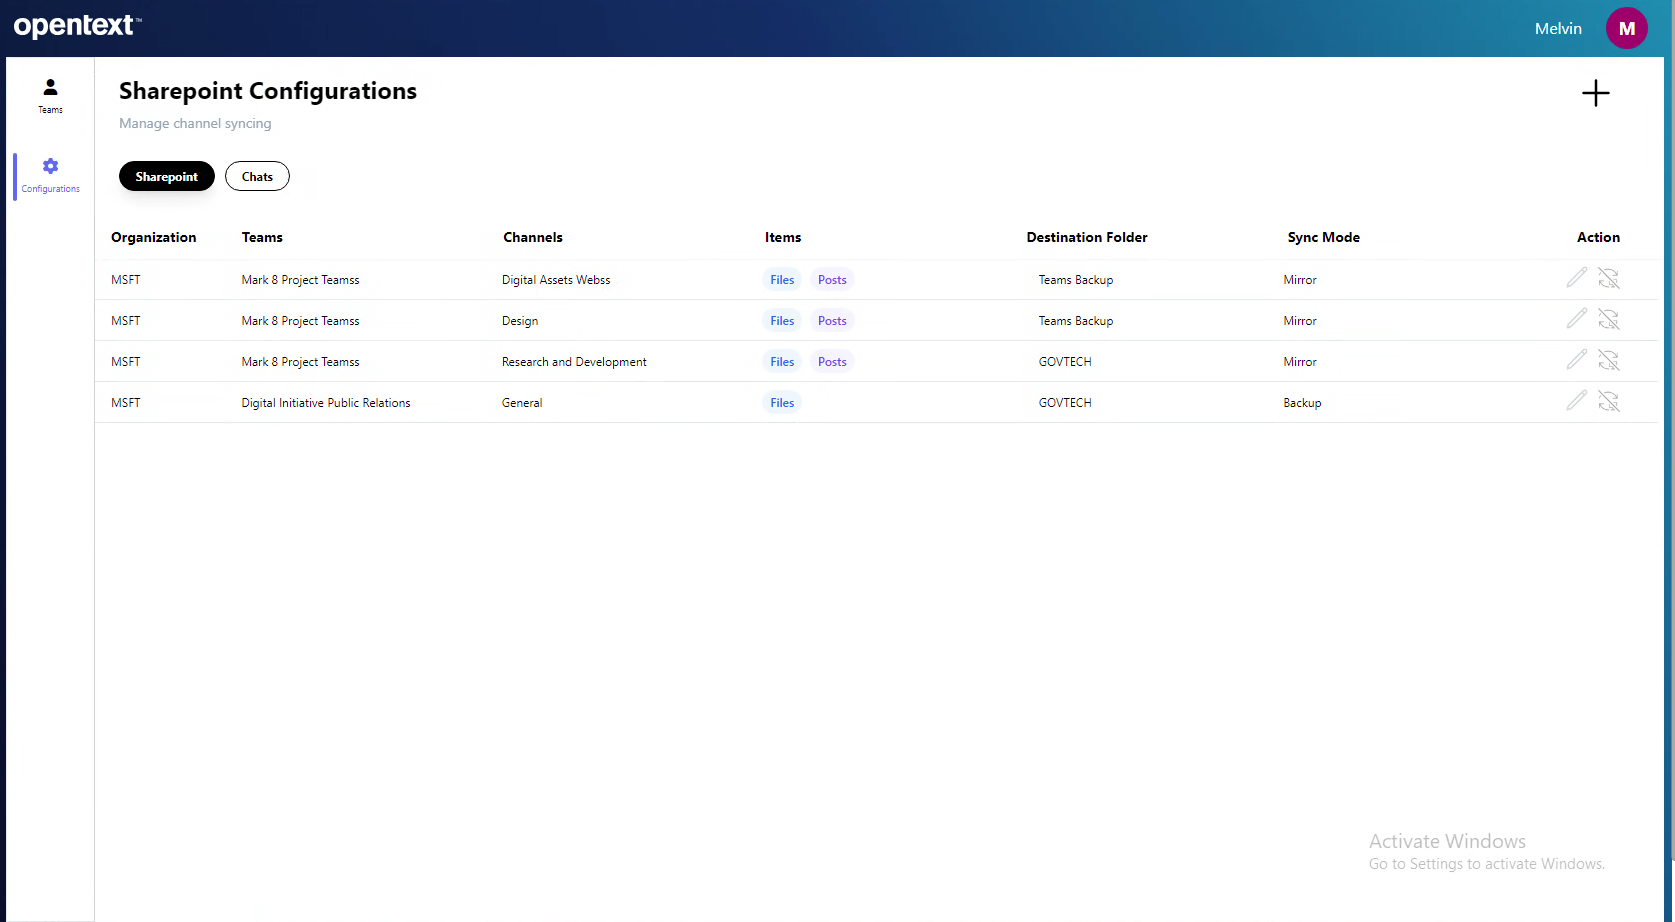 opentext™
Melvin M
Teams
Configurations
Sharepoint Configurations
Manage channel syncing
Sharepoint Chats
Organization Teams Channels Items Destination Folder Sync Mode Action
MSFT Mark 8 Project Teamss Digital Assets Webss Files Posts Teams Backup Mirror
MSFT Mark 8 Project Teamss Design Files Posts Teams Backup Mirror
MSFT Mark 8 Project Teamss Research and Development Files Posts GOVTECH Mirror
MSFT Digital Initiative Public Relations General Files GOVTECH Backup
Activate Windows
Go to Settings to activate Windows.